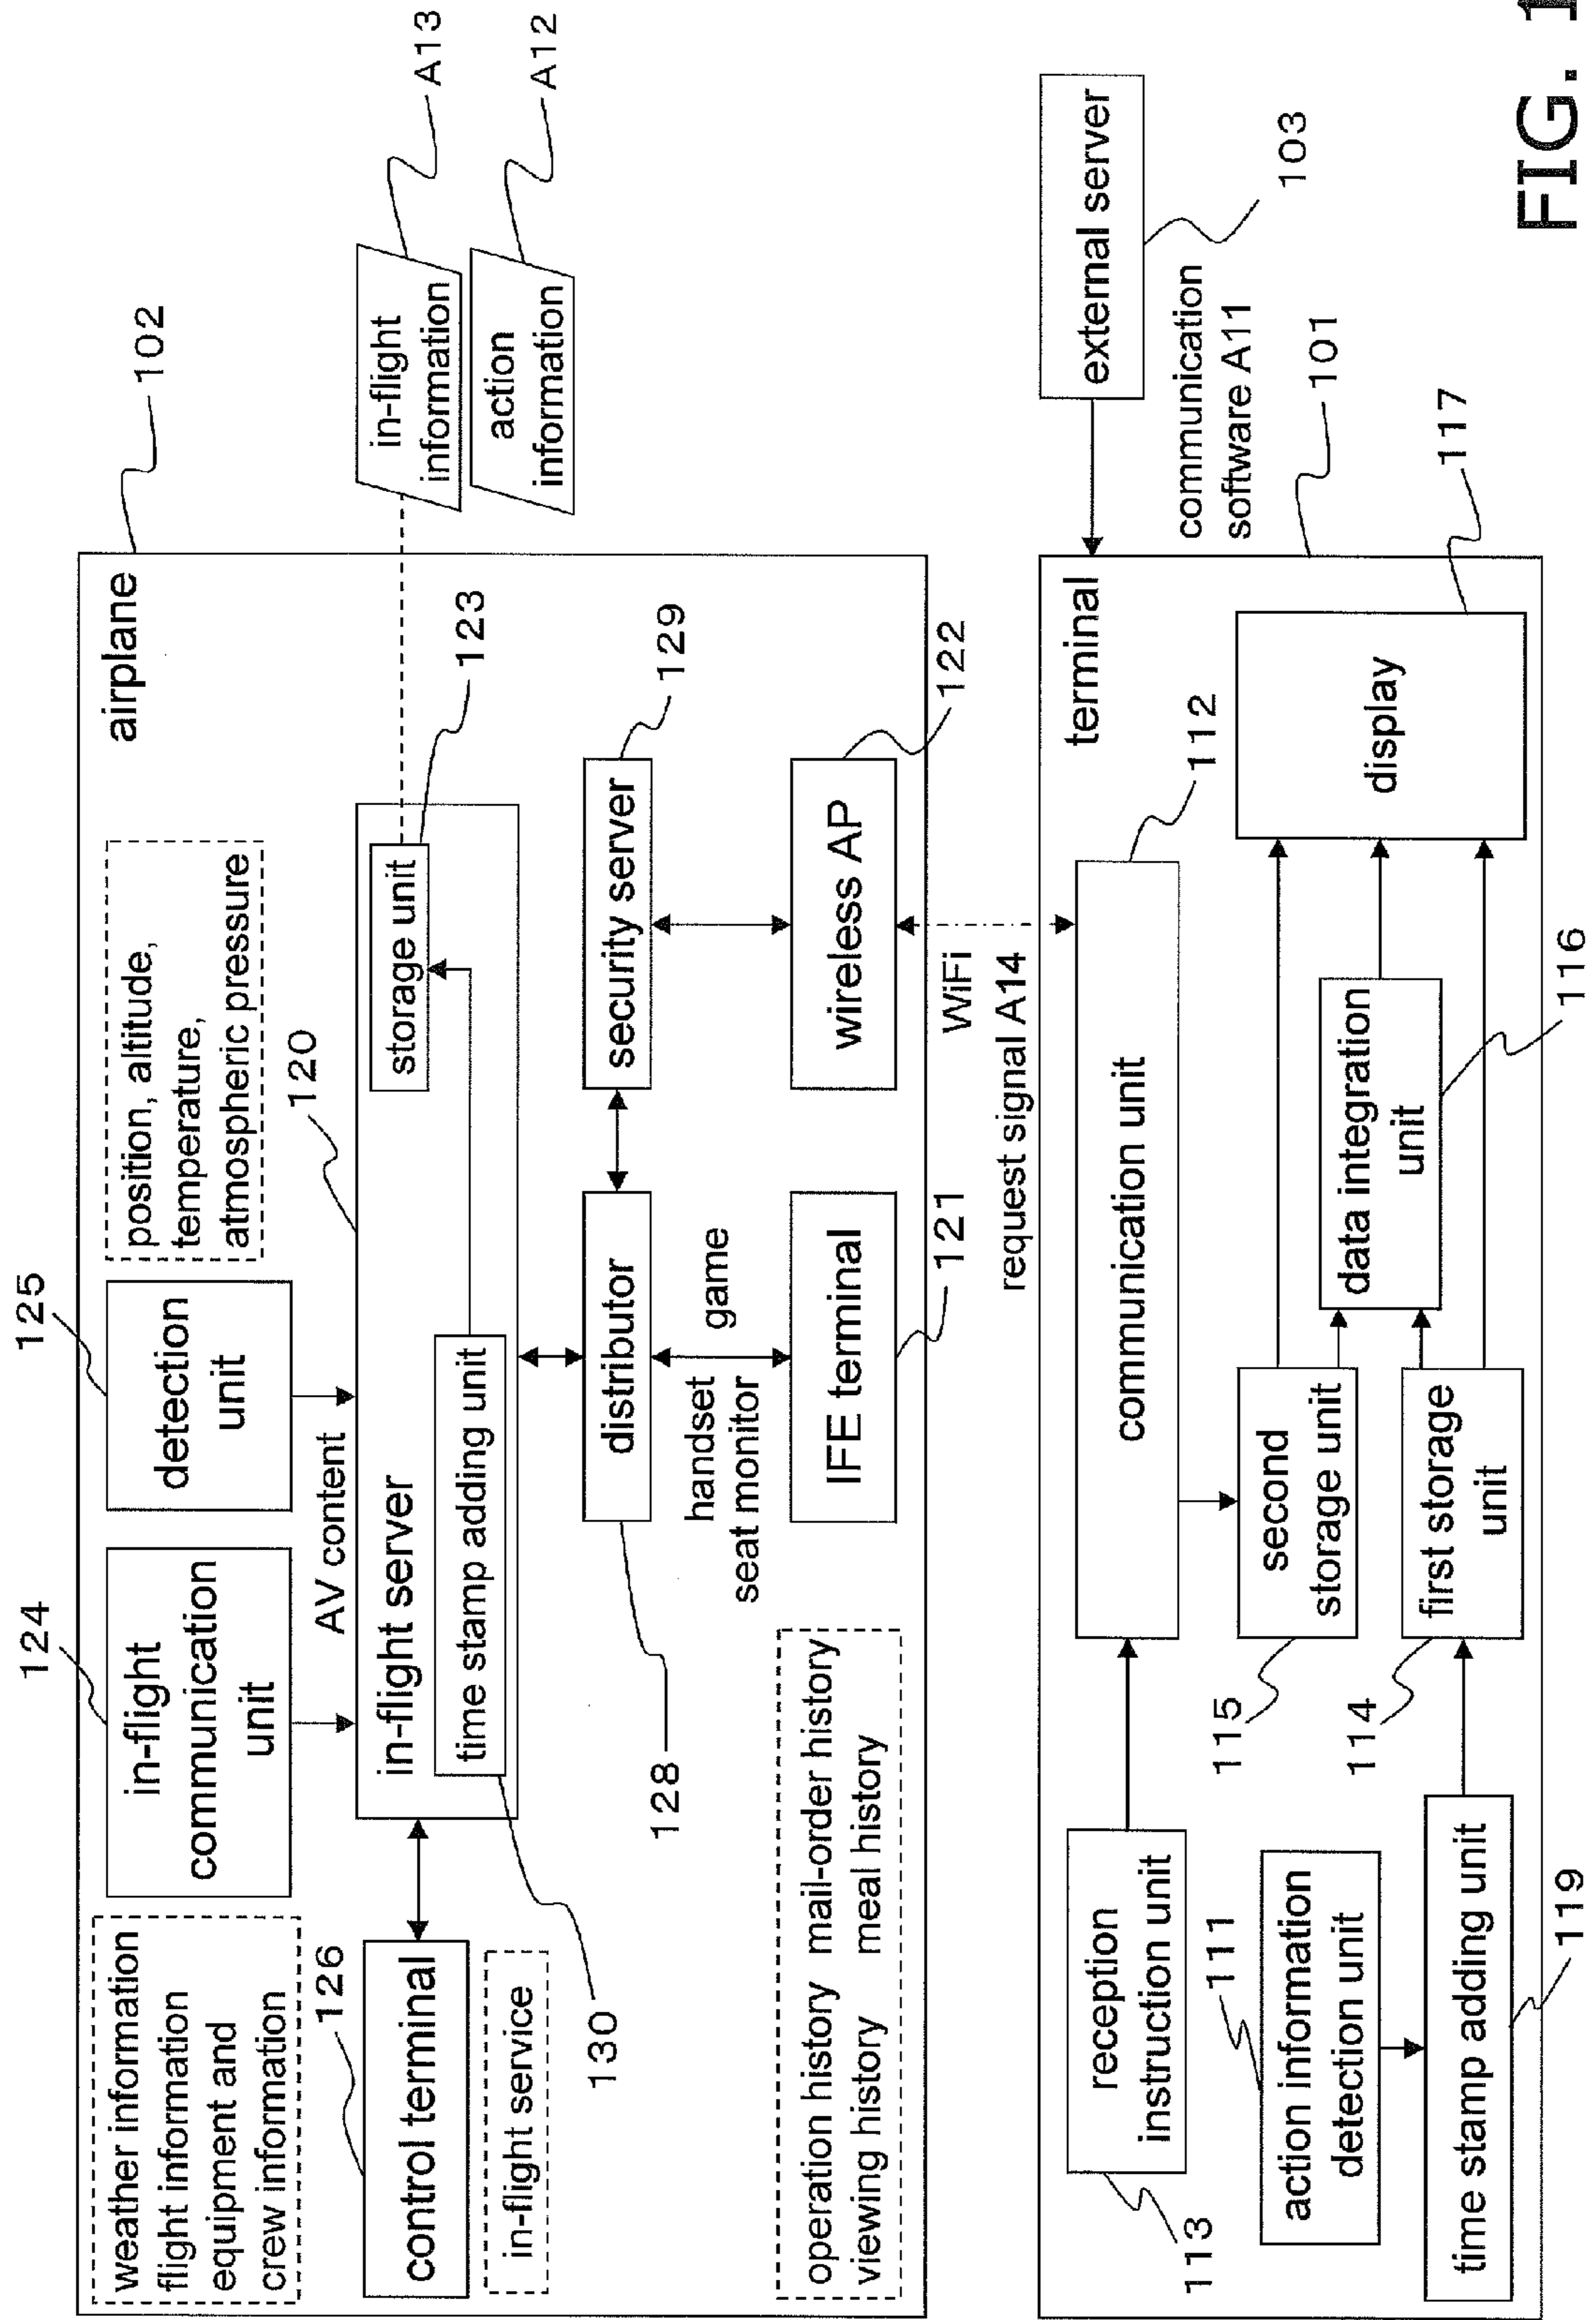 125
124
102
airplane
weather information
flight information
equipment and
crew information
in-flight
communication
unit
detection
unit
position, altitude,
temperature,
atmospheric pressure
AV content
120
126
control terminal
in-flight server
time stamp adding unit
storage unit
123
in-flight
information
A13
action
information
A12
in-flight service
130
128
distributor
security server
129
handset
seat monitor
game
operation history mail-order history
viewing history meal history
IFE terminal
121
wireless AP
122
WiFi
request signal A14
terminal
external server
103
communication
software A11
101
113
reception
instruction unit
communication unit
112
111
action information
detection unit
115
second
storage unit
data integration
unit
116
display
117
114
first storage
unit
time stamp adding unit
119
FIG. 1